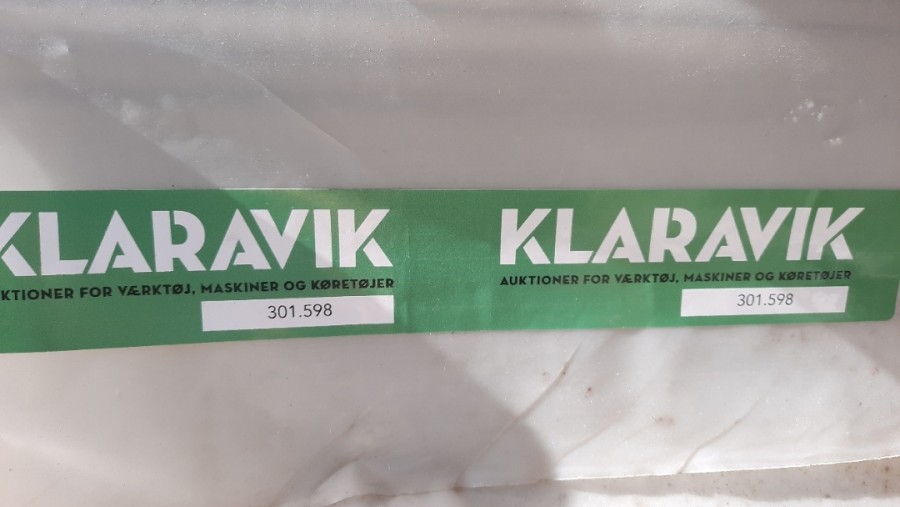 KLARAVIK
KTIONER FOR VÆRKTØJ, MASKINER OG KØRETØJER
301.598
KLARAVIK
AUKTIONER FOR VÆRKTØJ, MASKINER OG KØRETØJER
301.598